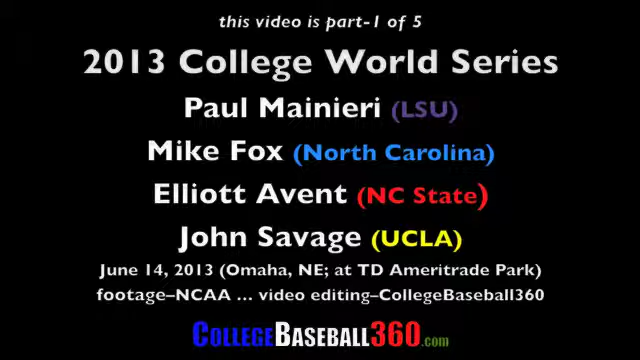 this video is part-1 of 5
2013 College World Series
Paul Mainieri (LSU)
Mike Fox (North Carolina)
Elliott Avent (NC State)
John Savage (UCLA)
June 14, 2013 (Omaha, NE; at TD Ameritrade Park)
footage–NCAA ... video editing–CollegeBaseball360
COLLEGEBASEBALL360.com